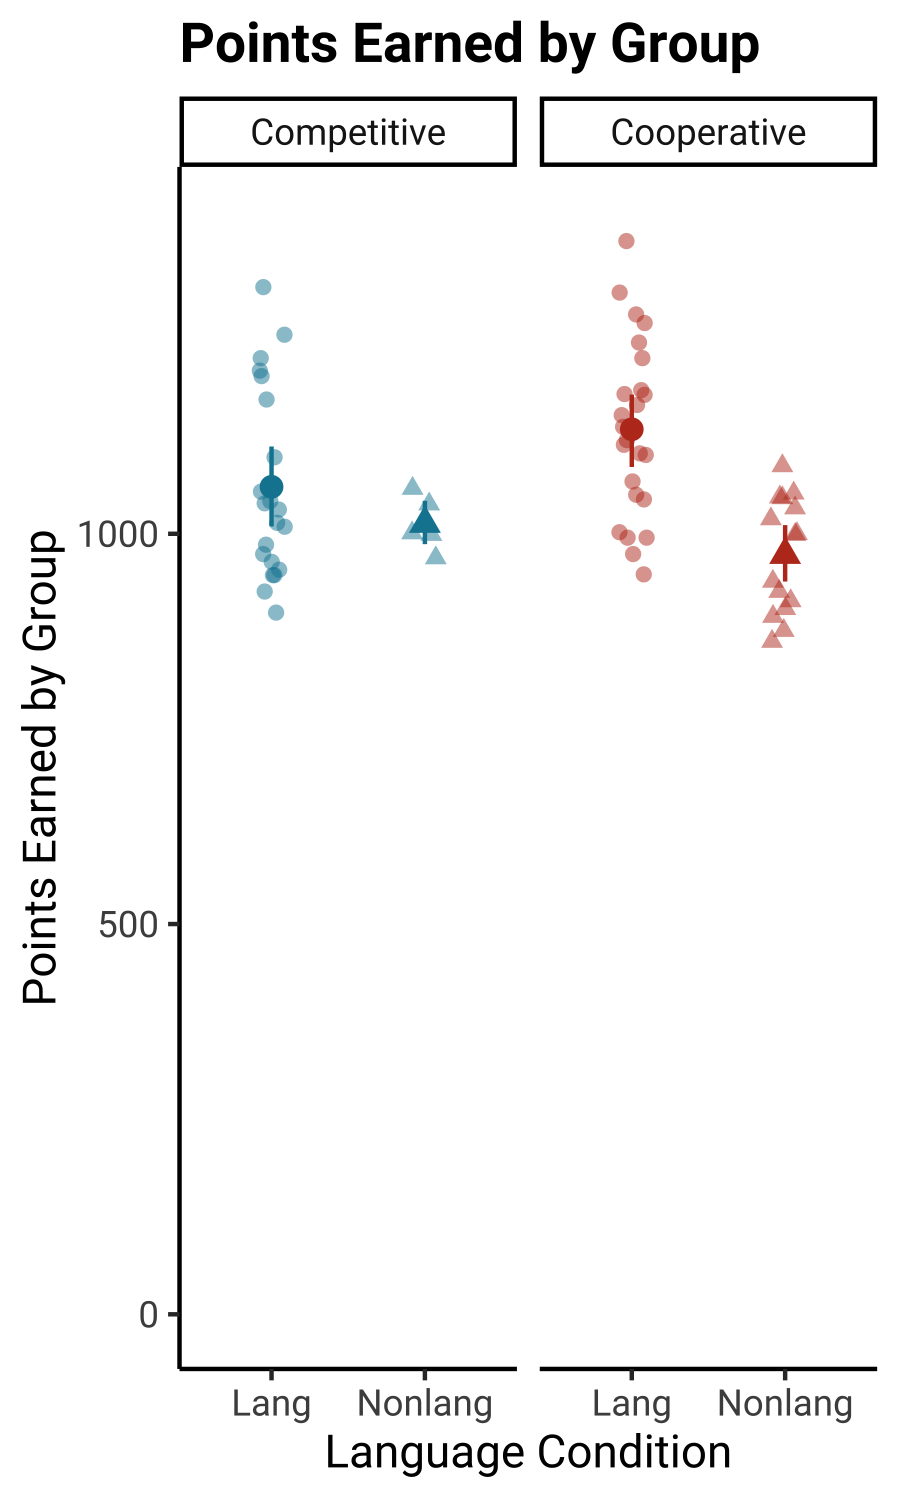 Points Earned by Group
Competitive
Cooperative
Points Earned by Group
1000
500
0
Lang
Nonlang
Lang
Nonlang
Language Condition